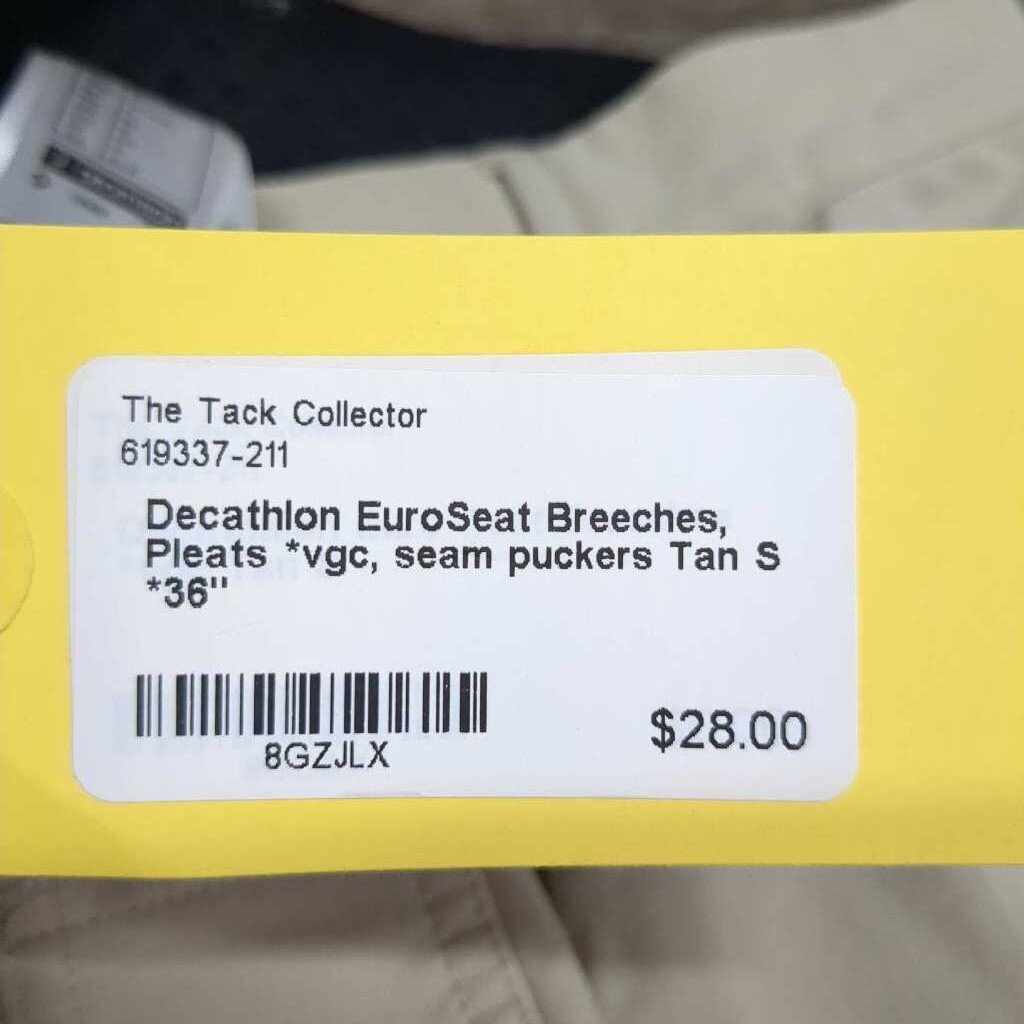 The Tack Collector
619337-211
Decathlon EuroSeat Breeches,
Pleats *vgc, seam puckers Tan S
*36"
8GZJLX
$28.00